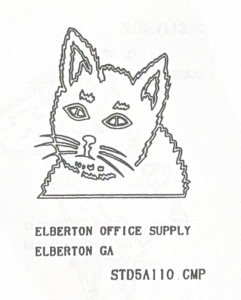 ELBERTON OFFICE SUPPLY
ELBERTON GA
STD5A110.CMP